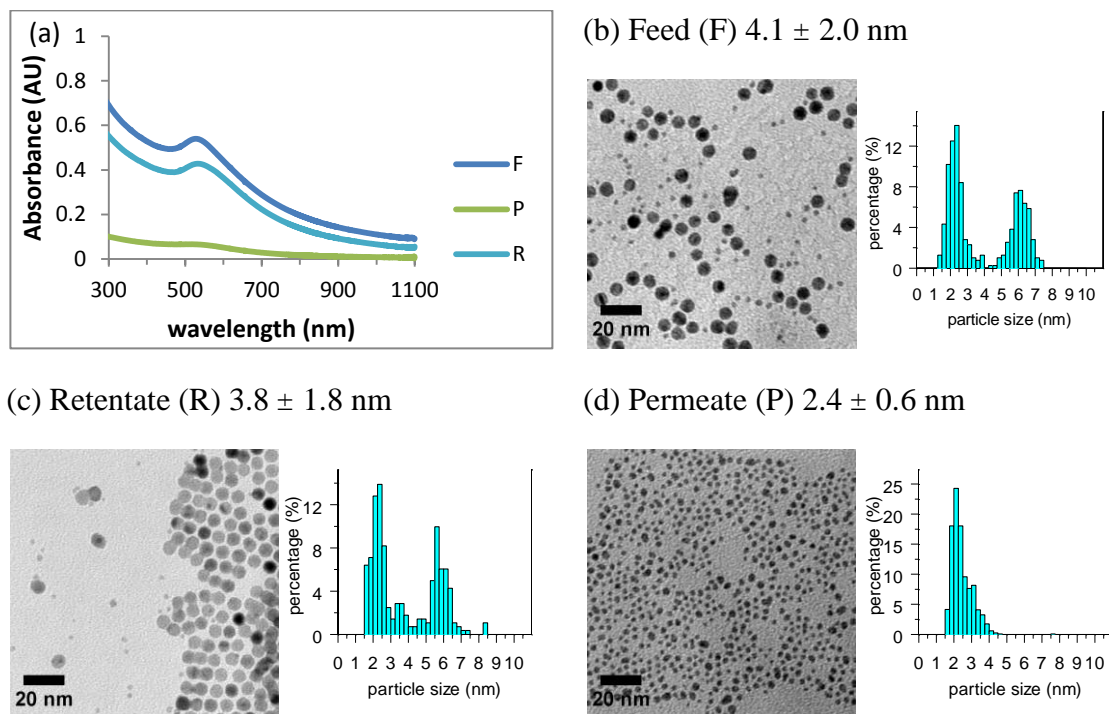 (a)
1
0.8
0.6
0.4
0.2
0
Absorbance (AU)
300 500 700 900 1100
wavelength (nm)
F
P
R
(b) Feed (F) 4.1 ± 2.0 nm
20 nm
percentage (%)
12
8
4
0
0 1 2 3 4 5 6 7 8 9 10
particle size (nm)
(c) Retentate (R) 3.8 ± 1.8 nm
20 nm
percentage (%)
12
8
4
0
0 1 2 3 4 5 6 7 8 9 10
particle size (nm)
(d) Permeate (P) 2.4 ± 0.6 nm
20 nm
percentage (%)
25
20
15
10
5
0
0 1 2 3 4 5 6 7 8 9 10
particle size (nm)